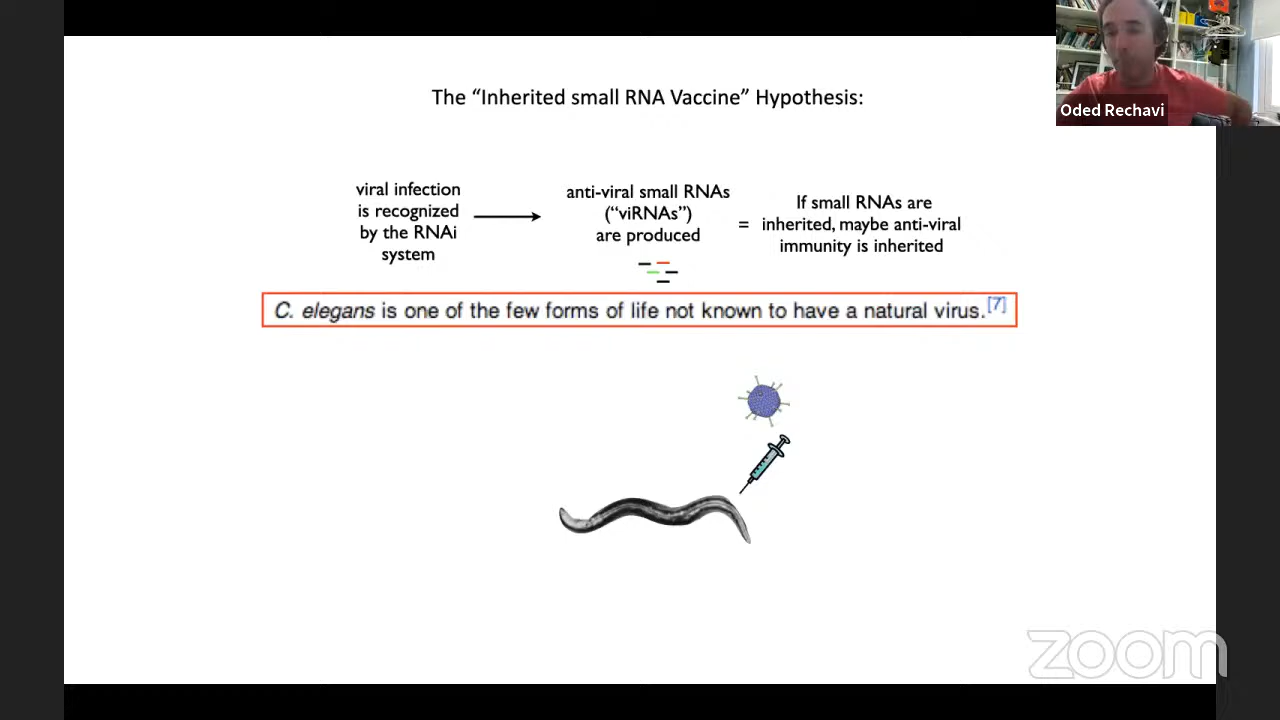 The “Inherited small RNA Vaccine” Hypothesis:
Oded Rechavi
viral infection
is recognized
by the RNAi
system
anti-viral small RNAs
(“viRNAs”)
are produced
=
If small RNAs are
inherited, maybe anti-viral
immunity is inherited
C. elegans is one of the few forms of life not known to have a natural virus.[7]
zoom